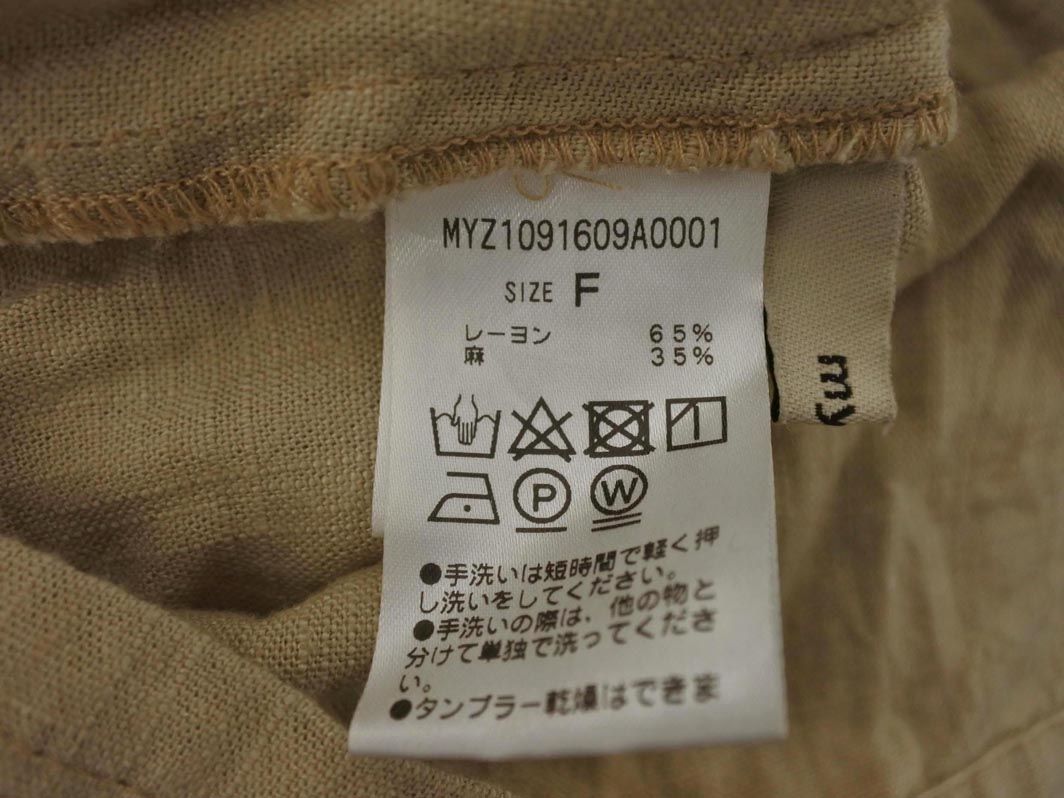 MYZ1091609A0001
SIZE F
レーヨン 65%
麻 35%
P W
●手洗いは短時間で軽く押
し洗いをしてください。
●手洗いの際は、他の物と
分けて単独で洗ってくださ
い。
●タンブラー乾燥はできま
my